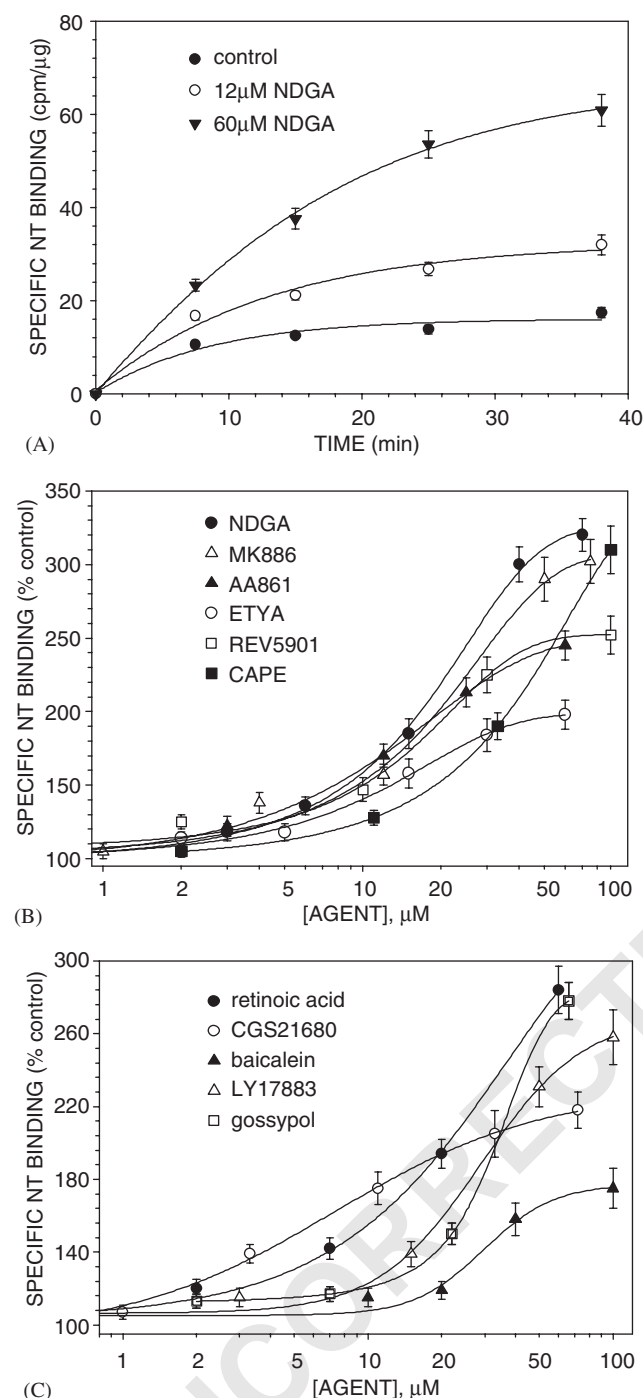 80
60
40
20
0
SPECIFIC NT BINDING (cpm/µg)
control
12µM NDGA
60µM NDGA
0 10 20 30 40
TIME (min)
(A)
350
300
250
200
150
100
SPECIFIC NT BINDING (% control)
NDGA
MK886
AA861
ETYA
REV5901
CAPE
1 2 5 10 20 50 100
[AGENT], µM
(B)
300
260
220
180
140
100
SPECIFIC NT BINDING (% control)
retinoic acid
CGS21680
baicalein
LY17883
gossypol
1 2 5 10 20 50 100
[AGENT], µM
(C)